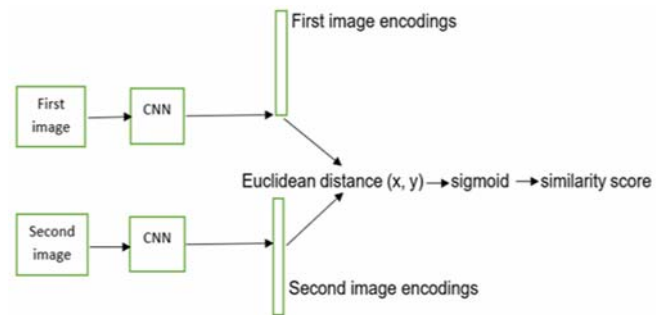 First image encodings
First
image
CNN
Euclidean distance (x, y) sigmoid similarity score
Second
image
CNN
Second image encodings